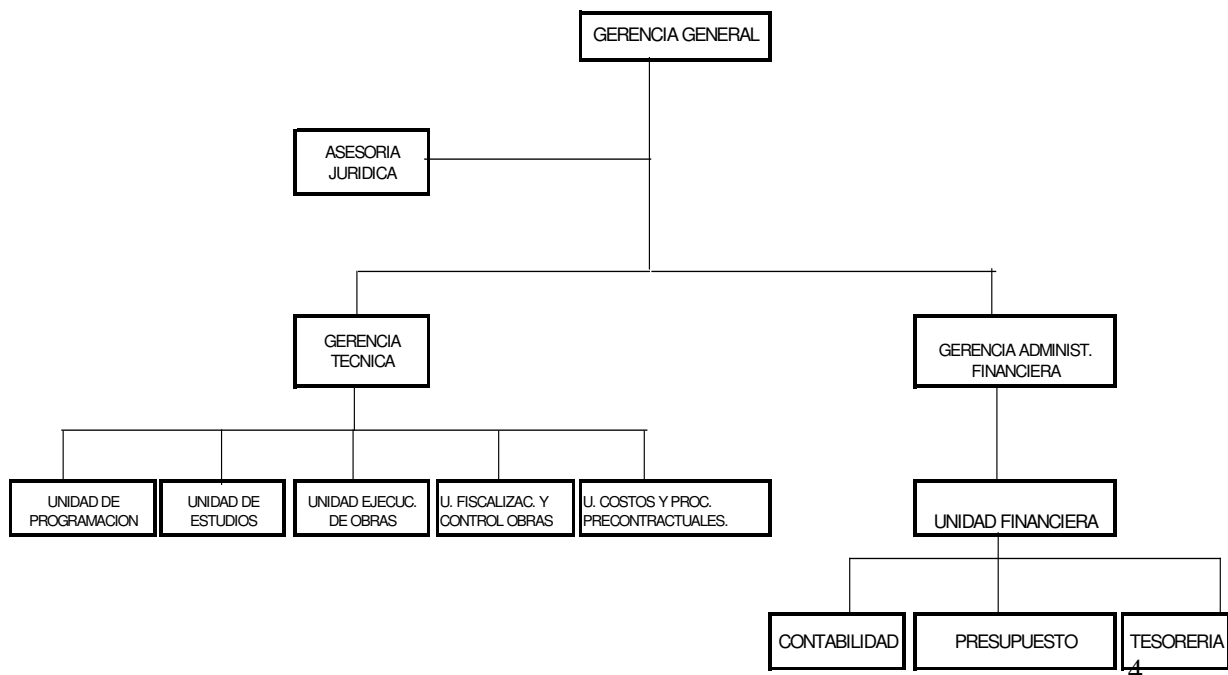 GERENCIA GENERAL
ASESORIA
JURIDICA
GERENCIA
TECNICA
GERENCIA ADMINIST.
FINANCIERA
UNIDAD DE
PROGRAMACION
UNIDAD DE
ESTUDIOS
UNIDAD EJECUC.
DE OBRAS
U. FISCALIZAC. Y
CONTROL OBRAS
U. COSTOS Y PROC.
PRECONTRACTUALES.
UNIDAD FINANCIERA
CONTABILIDAD
PRESUPUESTO
TESORERIA
4